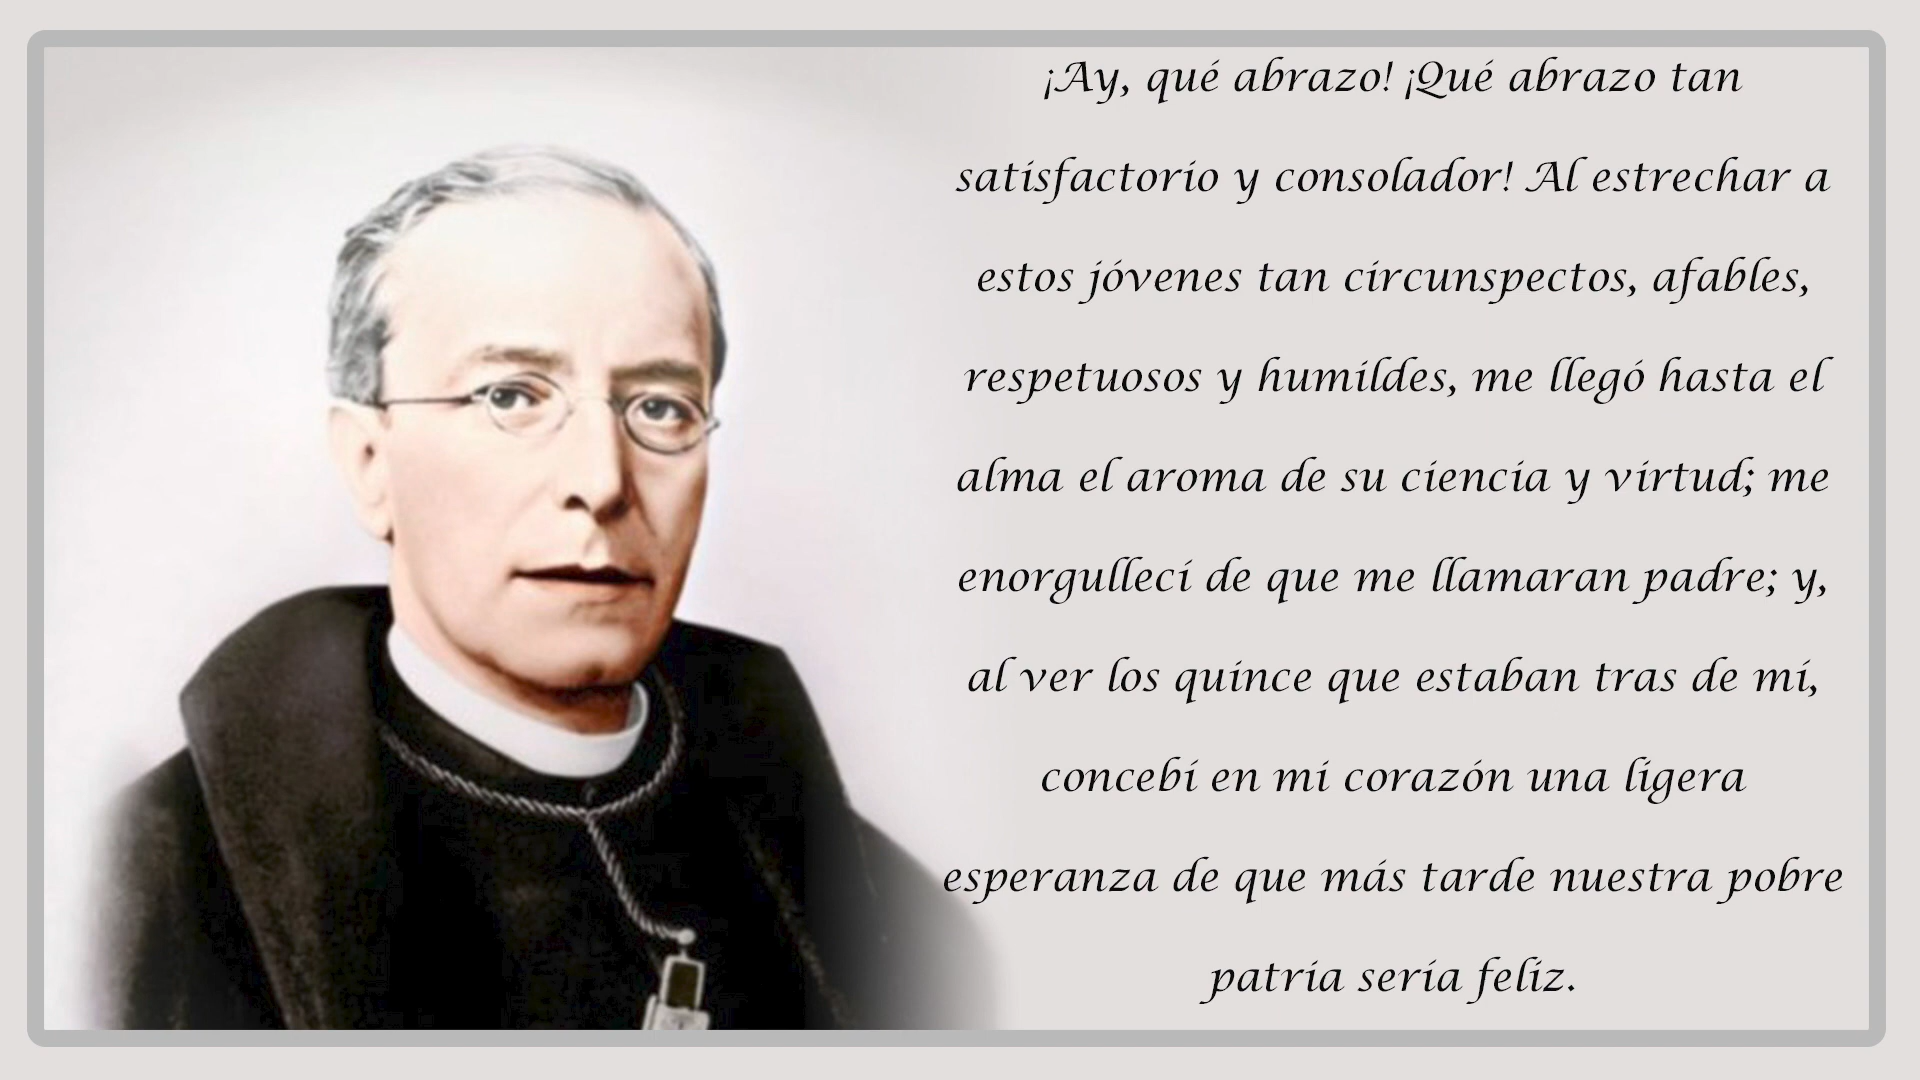 ¡Ay, qué abrazo! ¡Qué abrazo tan
satisfactorio y consolador! Al estrechar a
estos jóvenes tan circunspectos, afables,
respetuosos y humildes, me llegó hasta el
alma el aroma de su ciencia y virtud; me
enorgullecí de que me llamaran padre; y,
al ver los quince que estaban tras de mí,
concebí en mi corazón una ligera
esperanza de que más tarde nuestra pobre
patria sería feliz.